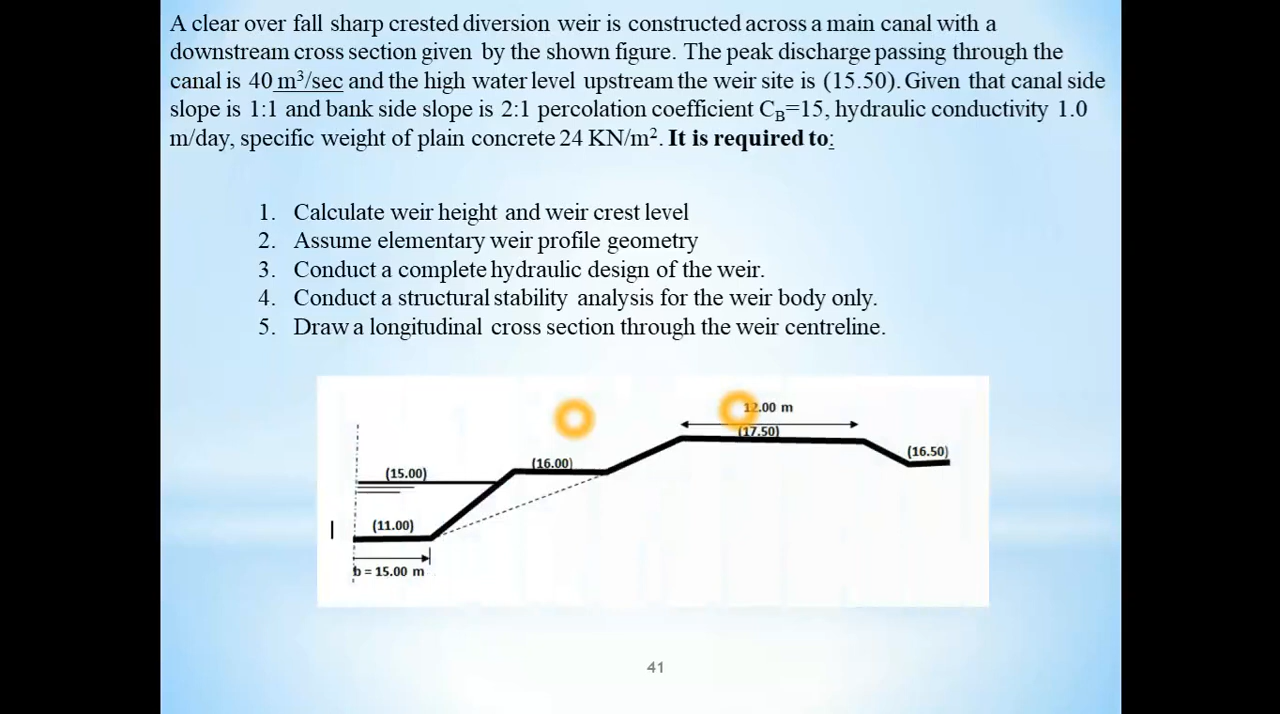 A clear over fall sharp crested diversion weir is constructed across a main canal with a
downstream cross section given by the shown figure. The peak discharge passing through the
canal is 40 m³/sec and the high water level upstream the weir site is (15.50). Given that canal side
slope is 1:1 and bank side slope is 2:1 percolation coefficient C_B=15, hydraulic conductivity 1.0
m/day, specific weight of plain concrete 24 KN/m². It is required to:
1. Calculate weir height and weir crest level
2. Assume elementary weir profile geometry
3. Conduct a complete hydraulic design of the weir.
4. Conduct a structural stability analysis for the weir body only.
5. Draw a longitudinal cross section through the weir centreline.
12.00 m
(17.50)
(16.50)
(16.00)
(15.00)
(11.00)
b = 15.00 m
41